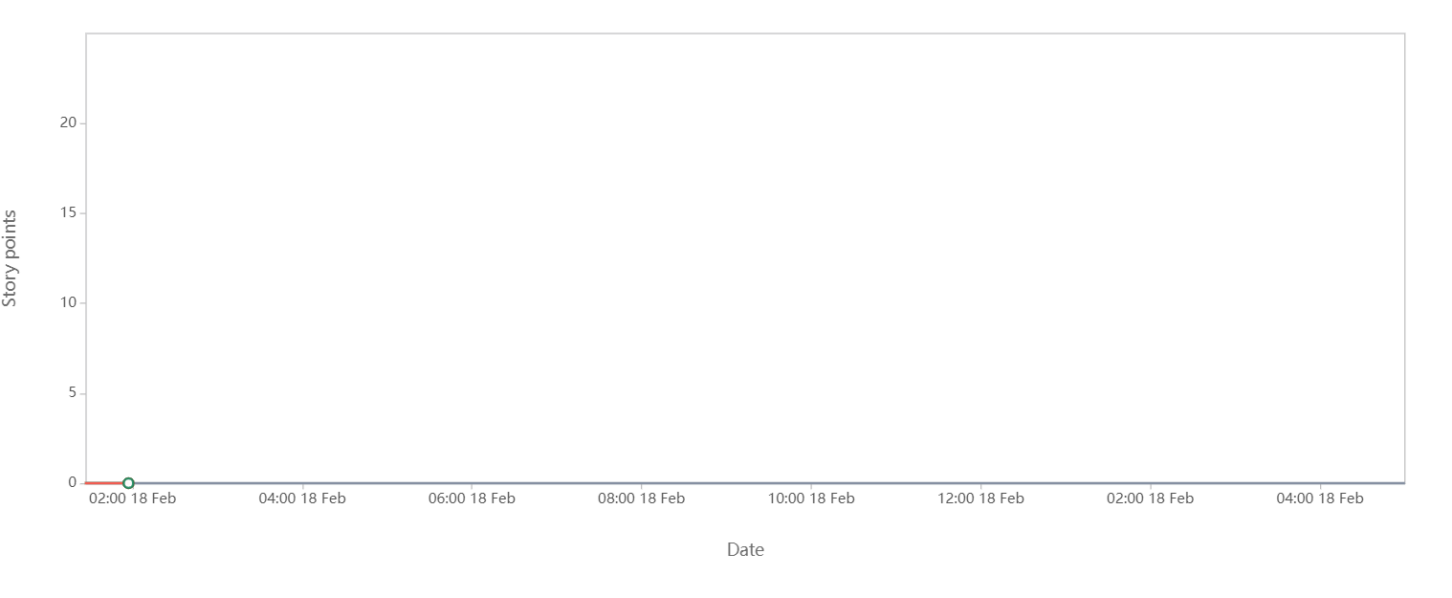 20
15
10
5
0
Story points
02:00 18 Feb
04:00 18 Feb
06:00 18 Feb
08:00 18 Feb
10:00 18 Feb
12:00 18 Feb
02:00 18 Feb
04:00 18 Feb
Date